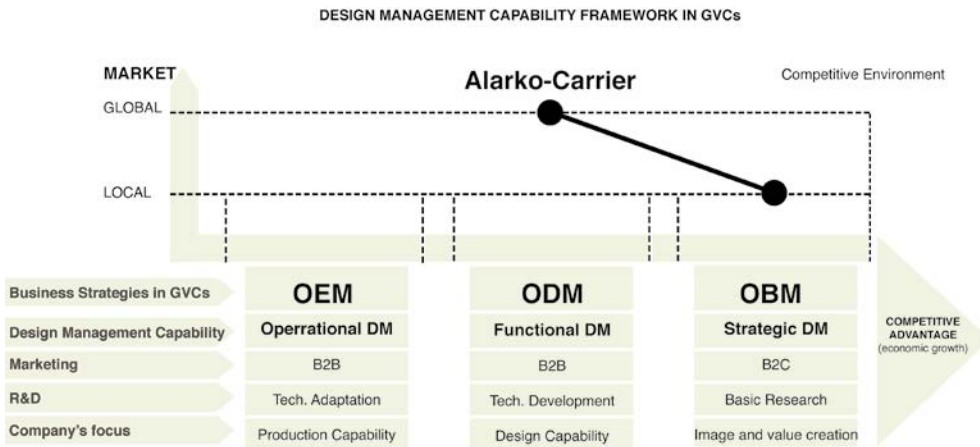 DESIGN MANAGEMENT CAPABILITY FRAMEWORK IN GVCs
MARKET
Alarko-Carrier
Competitive Environment
GLOBAL
LOCAL
Business Strategies in GVCs
OEM
ODM
OBM
Design Management Capability
Operrational DM
Functional DM
Strategic DM
COMPETITIVE
ADVANTAGE
(economic growth)
Marketing
B2B
B2B
B2C
R&D
Tech. Adaptation
Tech. Development
Basic Research
Company's focus
Production Capability
Design Capability
Image and value creation